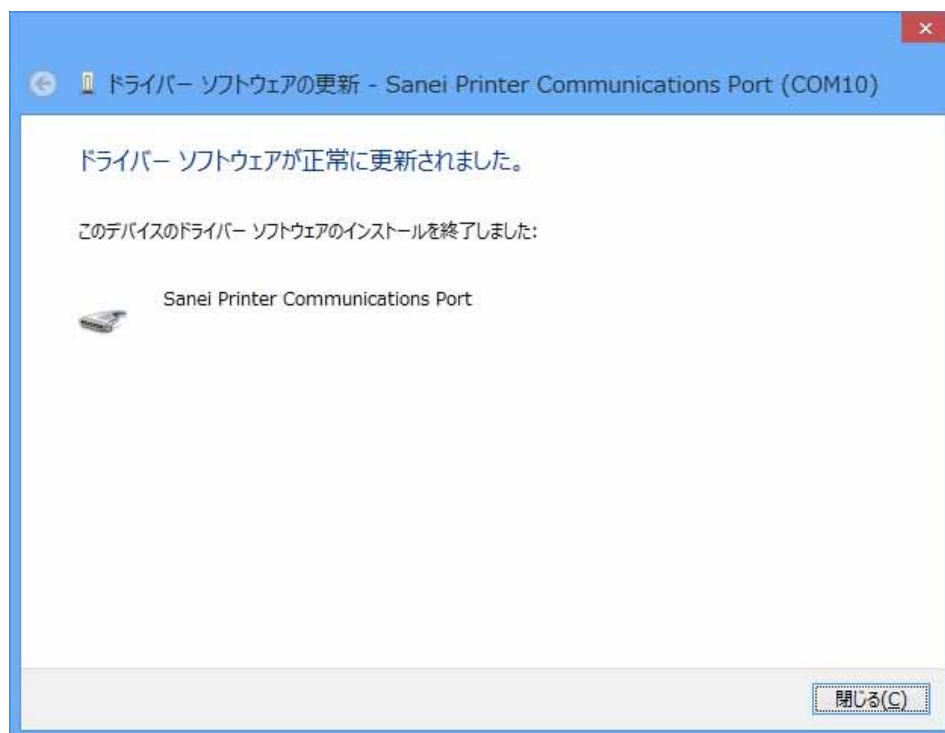 ドライバー ソフトウェアの更新 - Sanei Printer Communications Port (COM10)
ドライバー ソフトウェアが正常に更新されました。
このデバイスのドライバー ソフトウェアのインストールを終了しました:
Sanei Printer Communications Port
閉じる(C)